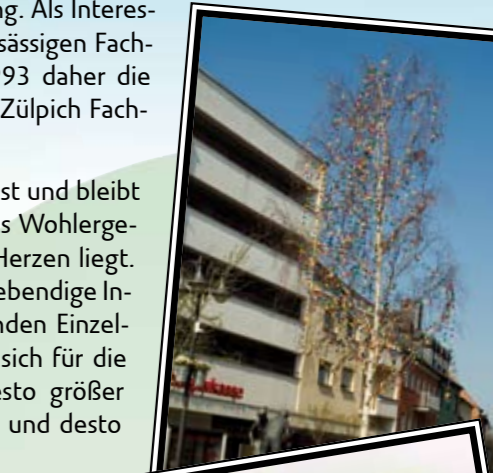 ng. Als Interes-
sässigen Fach-
93 daher die
Zülpich Fach-
st und bleibt
s Wohlerge-
Herzen liegt.
ebendige In-
nden Einzel-
sich für die
esto größer
und desto